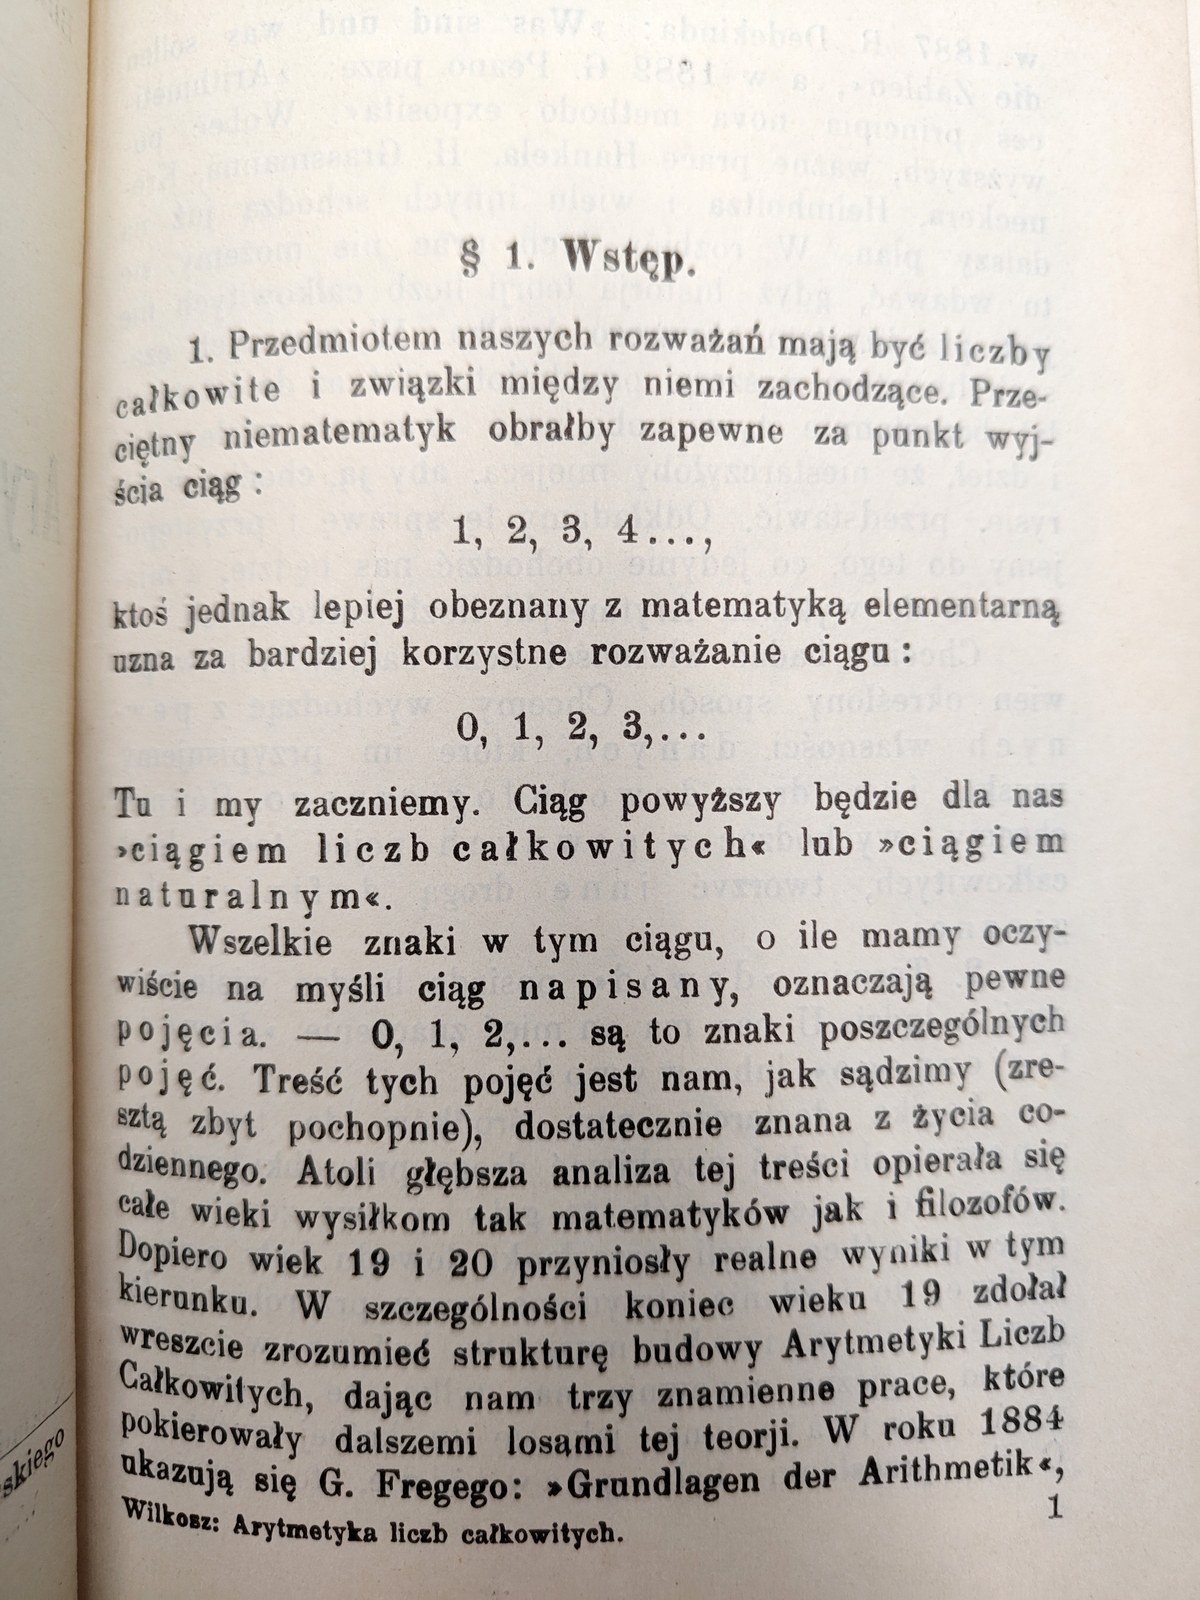 § 1. Wstęp.
1. Przedmiotem naszych rozważań mają być liczby
całkowite i związki między niemi zachodzące. Prze-
ciętny niematematyk obrałby zapewne za punkt wyj-
ścia ciąg :
1, 2, 3, 4...,
ktoś jednak lepiej obeznany z matematyką elementarną
uzna za bardziej korzystne rozważanie ciągu :
0, 1, 2, 3,...
Tu i my zaczniemy. Ciąg powyższy będzie dla nas
»ciągiem liczb całkowitych« lub »ciągiem
naturalnym«.
Wszelkie znaki w tym ciągu, o ile mamy oczy-
wiście na myśli ciąg napisany, oznaczają pewne
pojęcia. — 0, 1, 2,... są to znaki poszczególnych
pojęć. Treść tych pojęć jest nam, jak sądzimy (zre-
sztą zbyt pochopnie), dostatecznie znana z życia co-
dziennego. Atoli głębsza analiza tej treści opierała się
całe wieki wysiłkom tak matematyków jak i filozofów.
Dopiero wiek 19 i 20 przyniosły realne wyniki w tym
kierunku. W szczególności koniec wieku 19 zdołał
wreszcie zrozumieć strukturę budowy Arytmetyki Liczb
Całkowitych, dając nam trzy znamienne prace, które
pokierowały dalszemi losami tej teorji. W roku 1884
ukazują się G. Fregego: »Grundlagen der Arithmetik«,
Wilkosz: Arytmetyka liczb całkowitych.
1
skiego